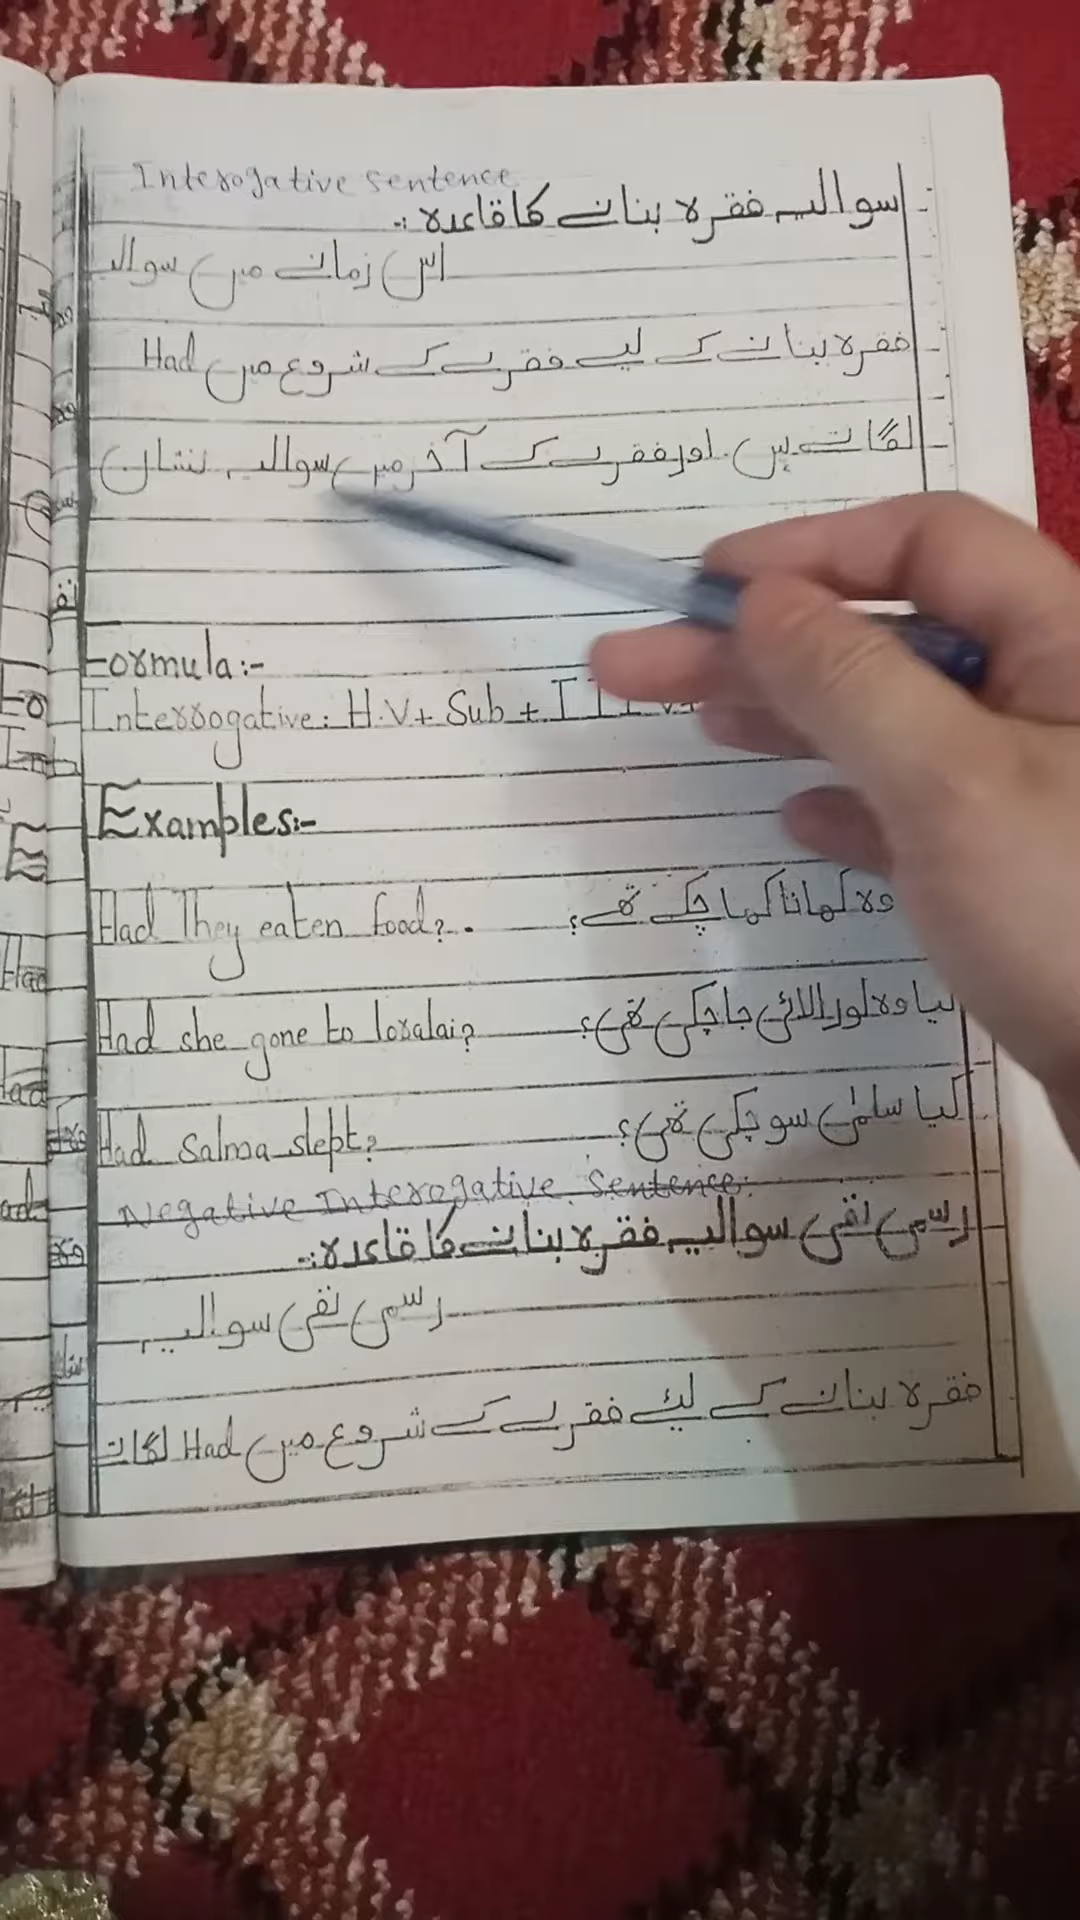 Interogative sentence
سوالیہ فقرہ بنانے کا قاعدہ:۔
اس زمانے میں سوالیہ
فقرہ بنانے کے لیے فقرے کے شروع میں Had
لگاتے ہیں۔ اور فقرے کے آخر میں سوالیہ نشان
Formula:-
Interrogative: H.V+ Sub + III V+
Examples:-
Had They eaten food?. وہ کھانا کھا چکے تھے؟
Had she gone to loralai? کیا وہ لورالائی جا چکی تھی؟
Had Salma slept? کیا سلمٰی سو چکی تھی؟
Negative Interogative Sentence:
رسمی نفی سوالیہ فقرہ بنانے کا قاعدہ:۔
رسمی نفی سوالیہ
فقرہ بنانے کے لیئے فقرے کے شروع میں Had لگاتے